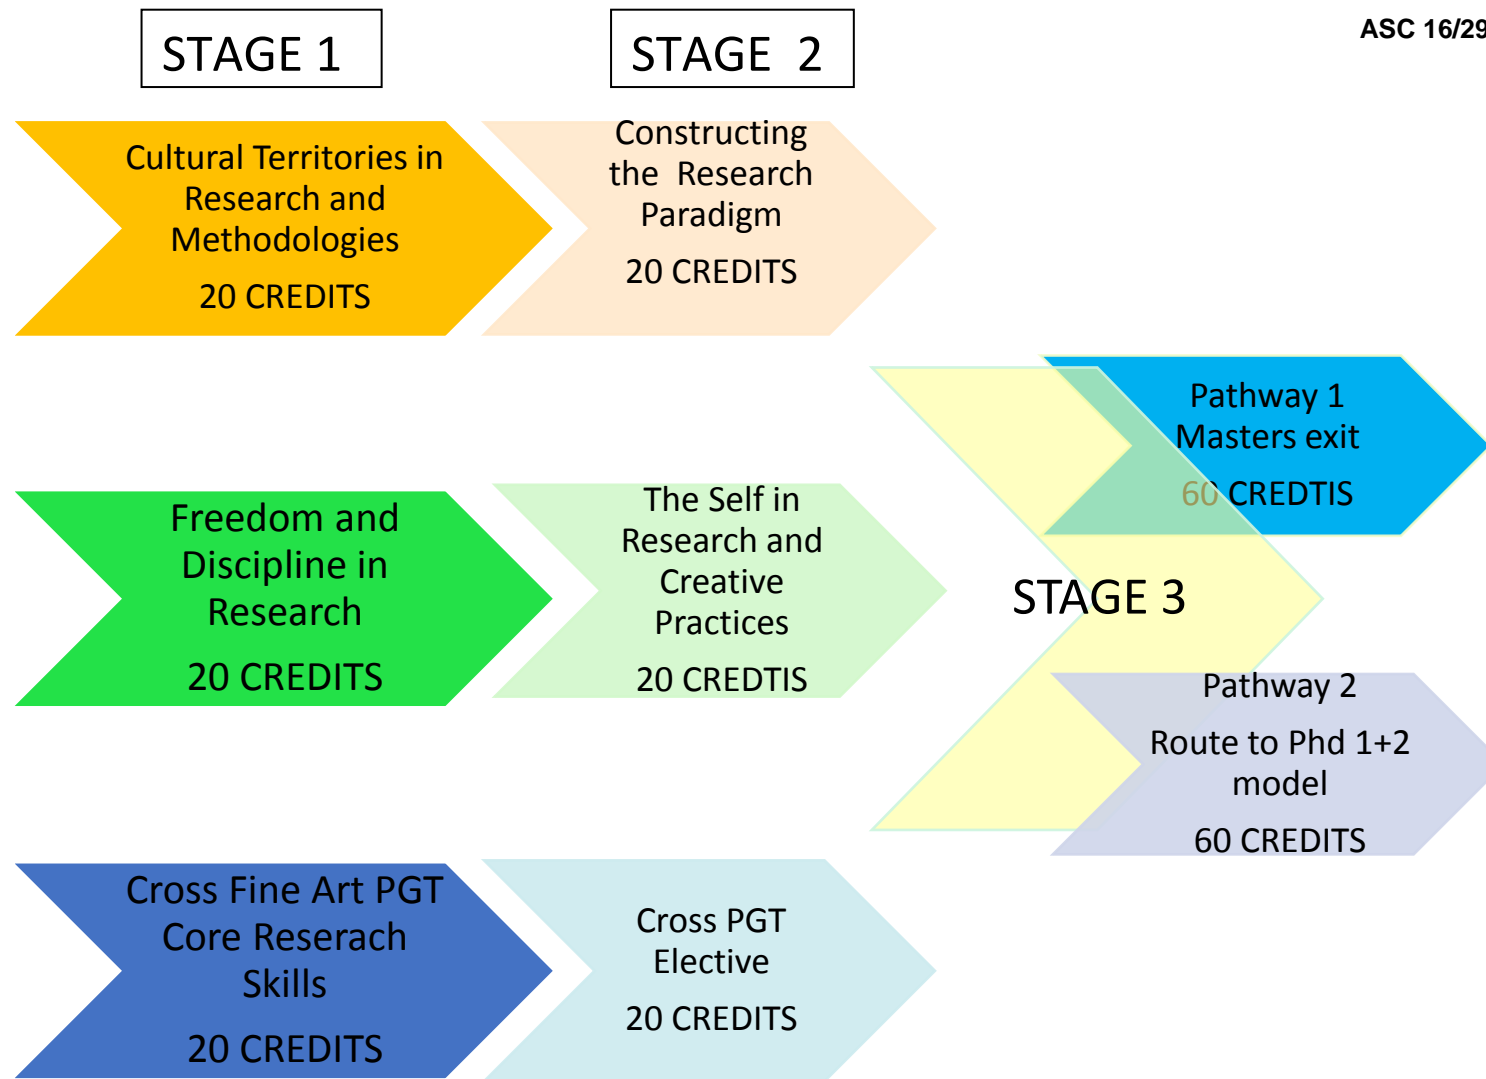 ASC 16/29
STAGE 1
STAGE 2
Cultural Territories in
Research and
Methodologies
20 CREDITS
Constructing
the Research
Paradigm
20 CREDITS
Pathway 1
Masters exit
60 CREDTIS
Freedom and
Discipline in
Research
20 CREDITS
The Self in
Research and
Creative
Practices
20 CREDTIS
STAGE 3
Pathway 2
Route to Phd 1+2
model
60 CREDITS
Cross Fine Art PGT
Core Reserach
Skills
20 CREDITS
Cross PGT
Elective
20 CREDITS